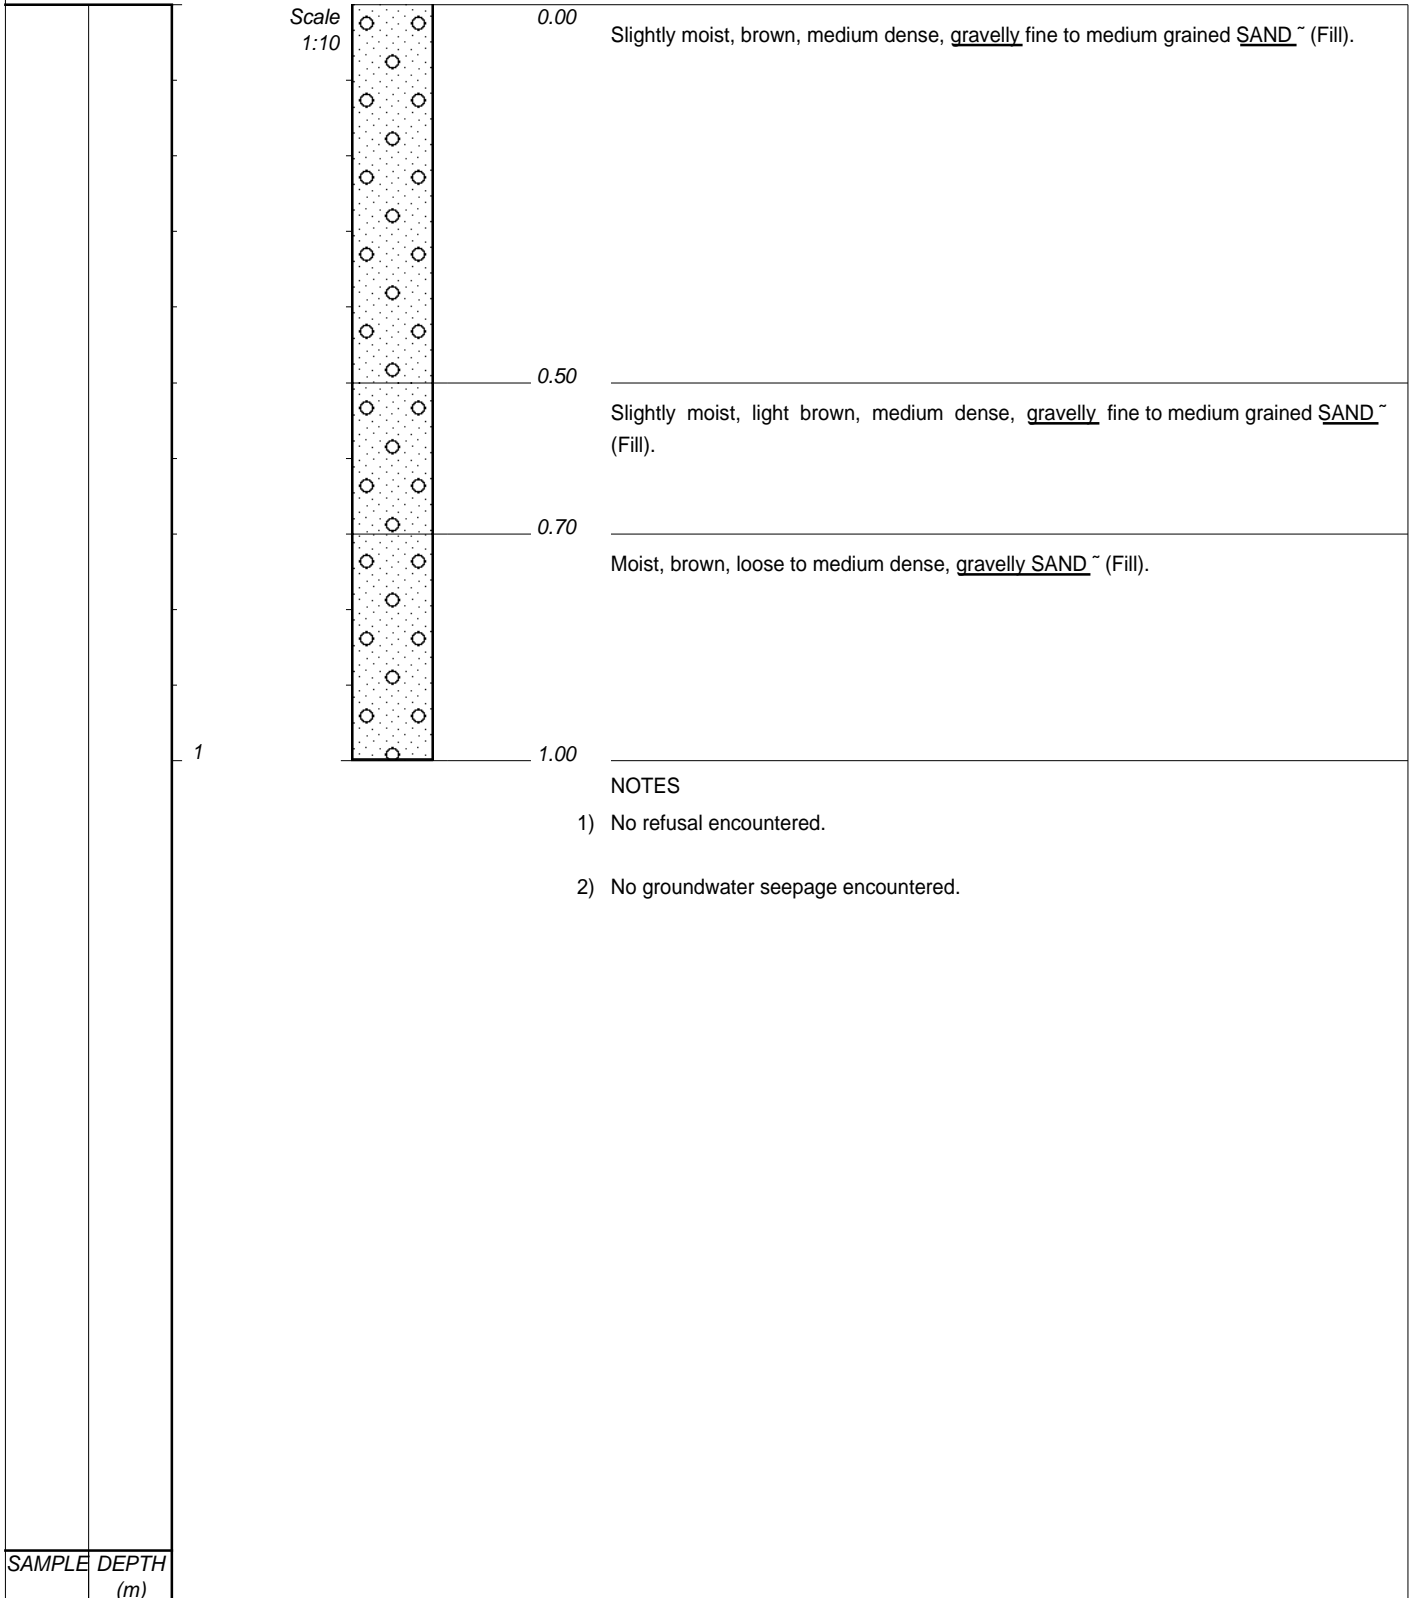 Scale
1:10
0.00
Slightly moist, brown, medium dense, gravelly fine to medium grained SAND ˜ (Fill).
0.50
Slightly moist, light brown, medium dense, gravelly fine to medium grained SAND ˜
(Fill).
0.70
Moist, brown, loose to medium dense, gravelly SAND ˜ (Fill).
1
1.00
NOTES
1) No refusal encountered.
2) No groundwater seepage encountered.
SAMPLE DEPTH
(m)